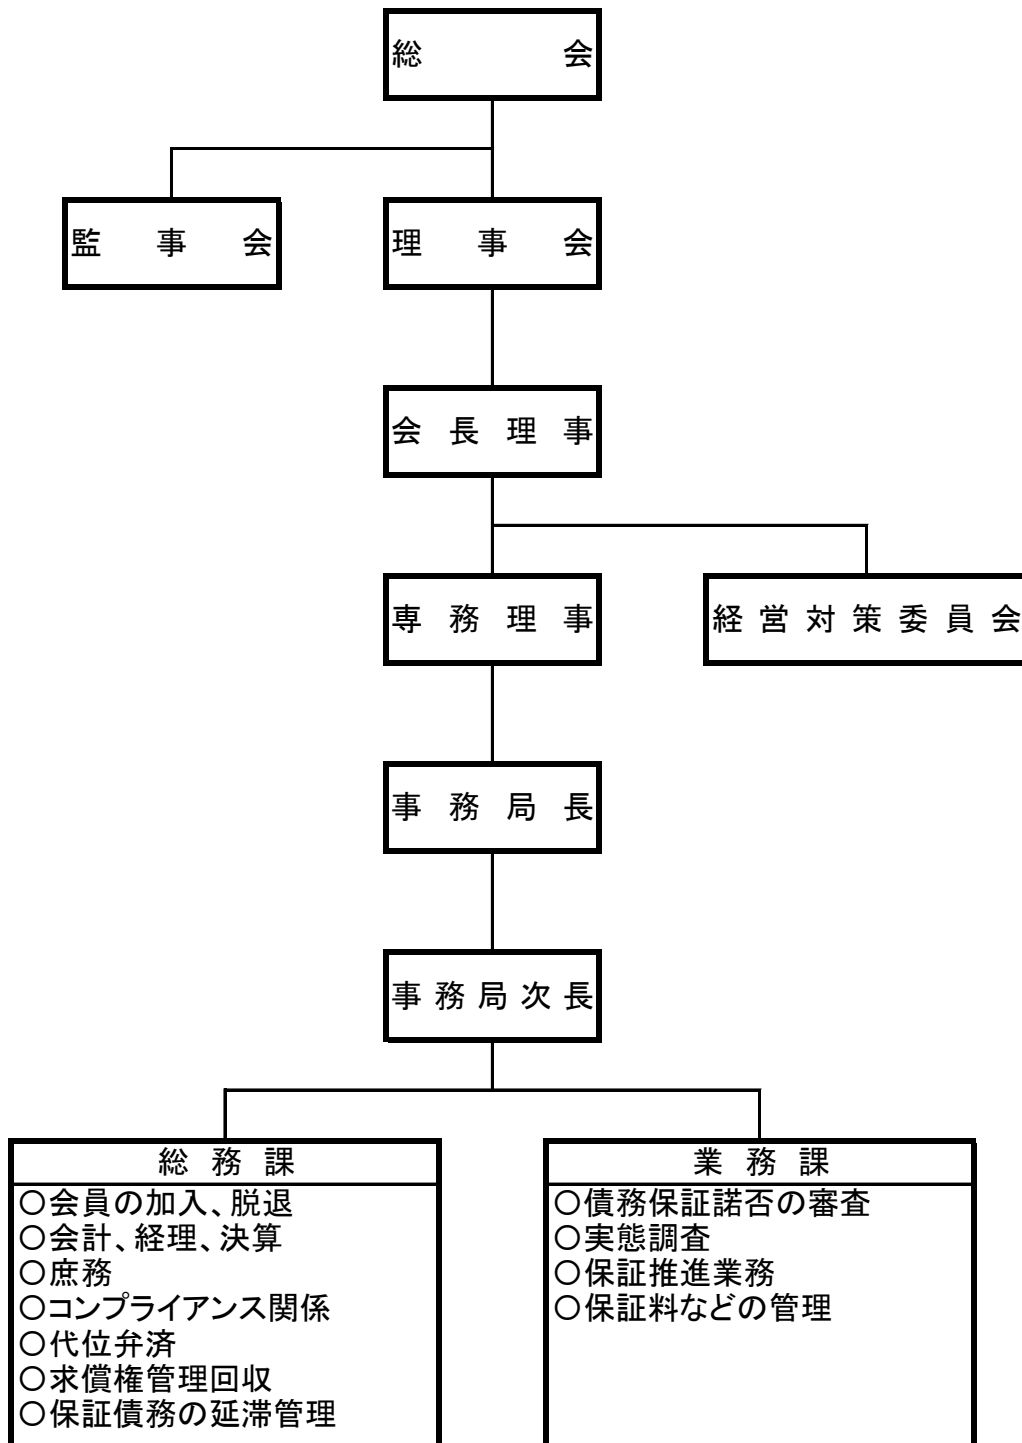 総会
監事会
理事会
会長理事
専務理事
経営対策委員会
事務局長
事務局次長
総務課
○会員の加入、脱退
○会計、経理、決算
○庶務
○コンプライアンス関係
○代位弁済
○求償権管理回収
○保証債務の延滞管理
業務課
○債務保証諾否の審査
○実態調査
○保証推進業務
○保証料などの管理